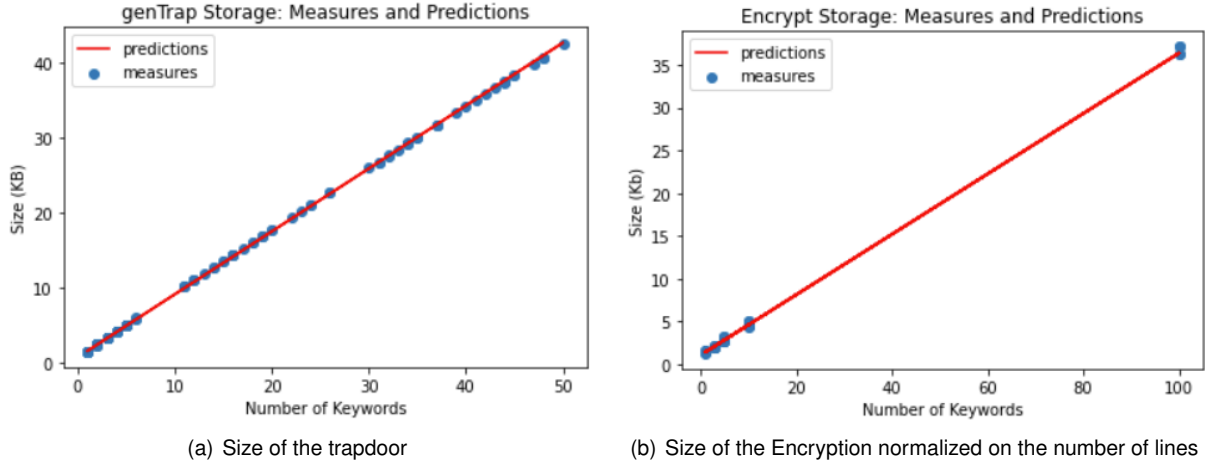 genTrap Storage: Measures and Predictions
predictions
measures
Size (KB)
40
30
20
10
0
0 10 20 30 40 50
Number of Keywords
(a) Size of the trapdoor
Encrypt Storage: Measures and Predictions
predictions
measures
Size (Kb)
35
30
25
20
15
10
5
0
0 20 40 60 80 100
Number of Keywords
(b) Size of the Encryption normalized on the number of lines